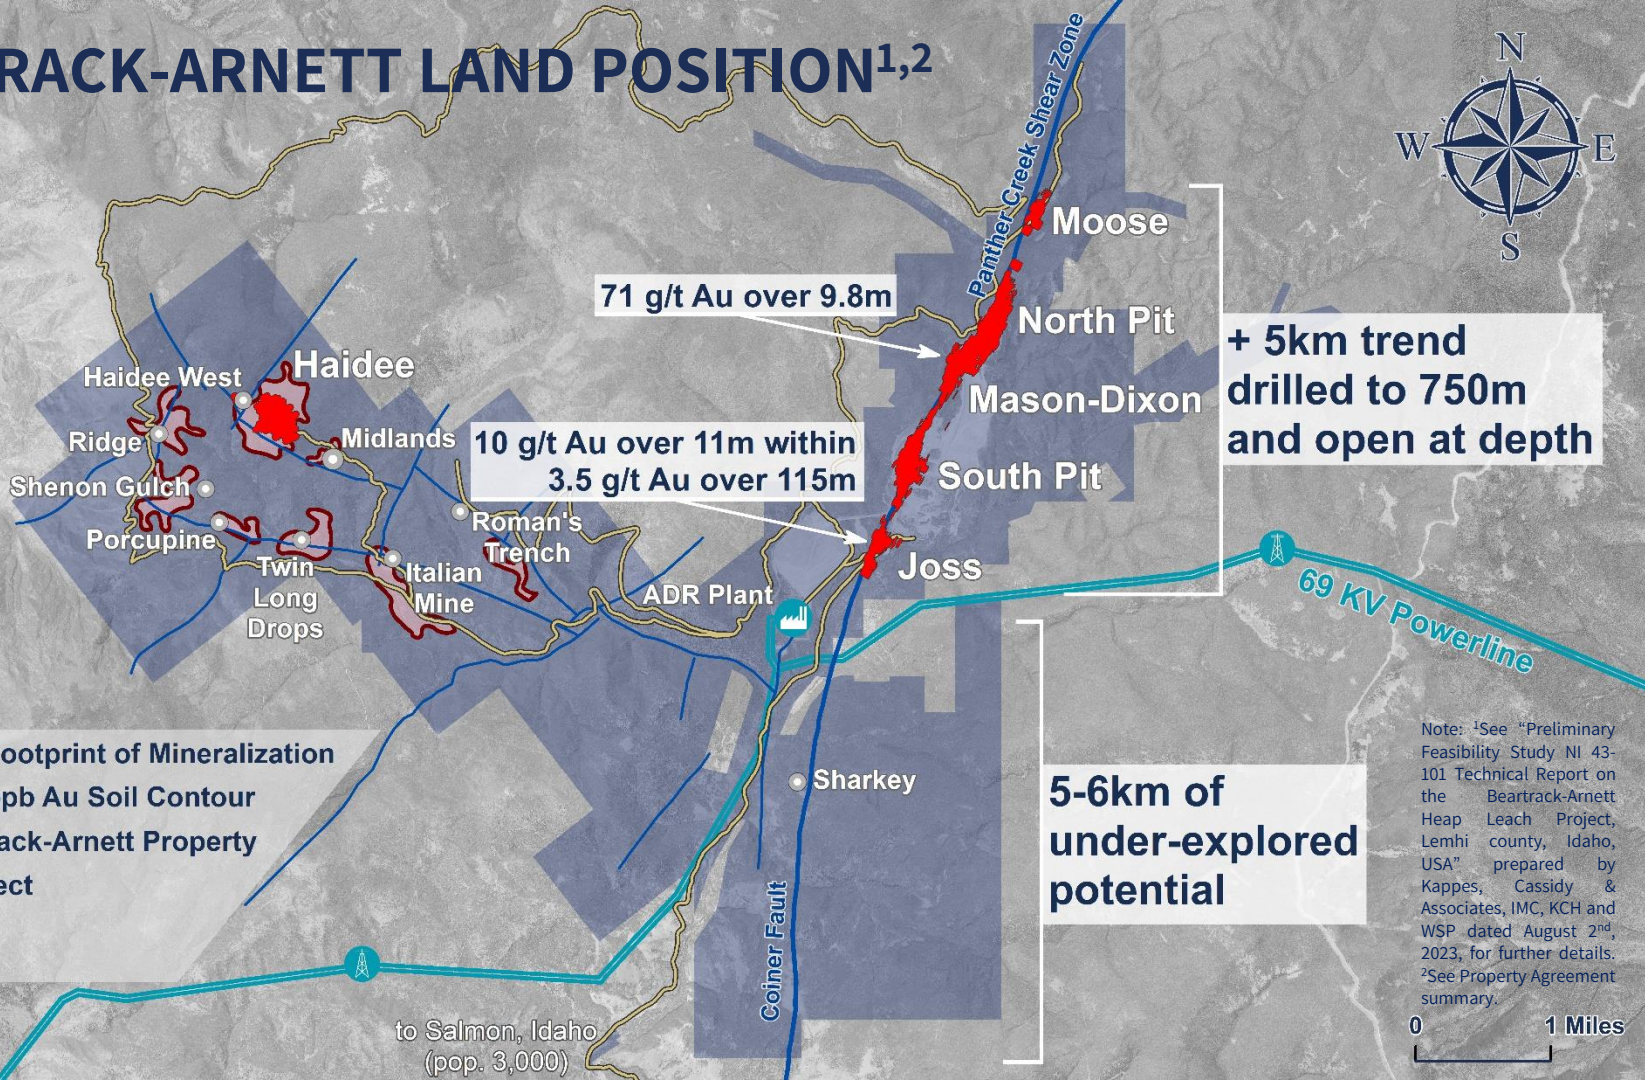 RACK-ARNETT LAND POSITION1,2
N
W
E
S
Panther Creek Shear Zone
Moose
71 g/t Au over 9.8m
North Pit
+ 5km trend
drilled to 750m
and open at depth
Haidee
Haidee West
Mason-Dixon
Ridge
Midlands
10 g/t Au over 11m within
3.5 g/t Au over 115m
South Pit
Shenon Gulch
Porcupine
Roman's
Trench
Twin
Long
Drops
Italian
Mine
Joss
ADR Plant
69 KV Powerline
ootprint of Mineralization
pb Au Soil Contour
ack-Arnett Property
ect
Sharkey
5-6km of
under-explored
potential
Coiner Fault
to Salmon, Idaho
(pop. 3,000)
Note: 1See “Preliminary
Feasibility Study NI 43-
101 Technical Report on
the Beartrack-Arnett
Heap Leach Project,
Lemhi county, Idaho,
USA” prepared by
Kappes, Cassidy &
Associates, IMC, KCH and
WSP dated August 2nd,
2023, for further details.
2See Property Agreement
summary.
0 1 Miles